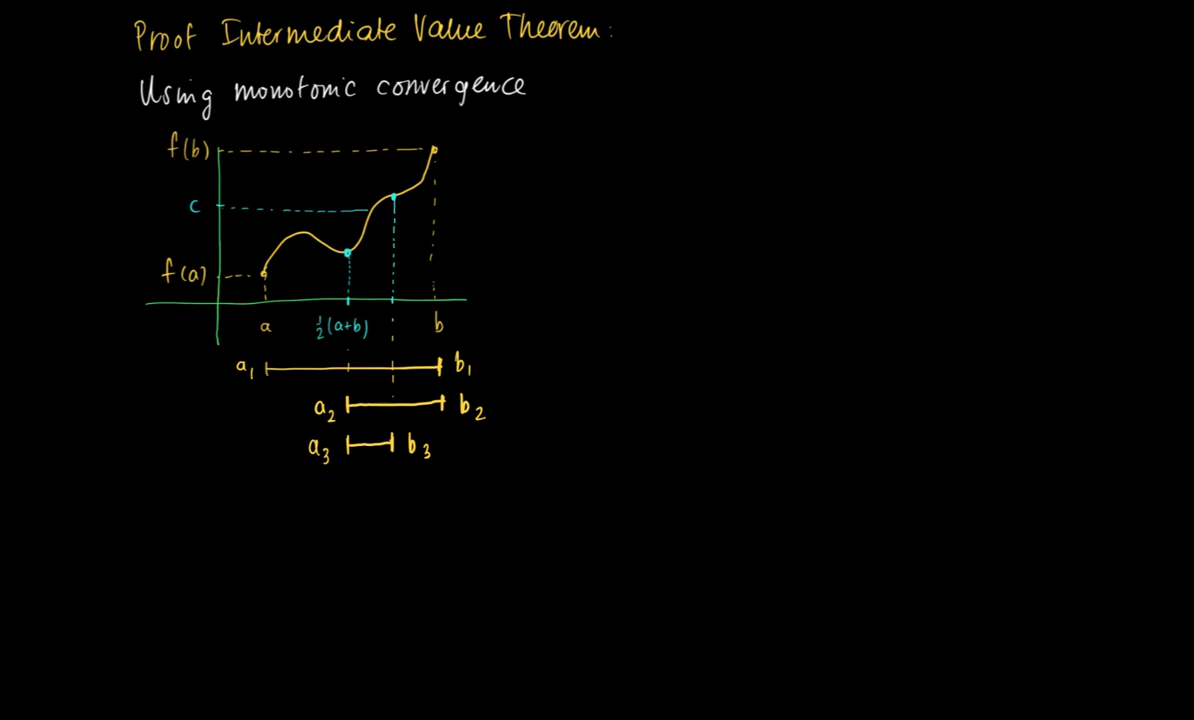 Proof Intermediate Value Theorem:
Using monotonic convergence
f(b)
c
f(a)
a ½(a+b) b
a₁ b₁
a₂ b₂
a₃ b₃